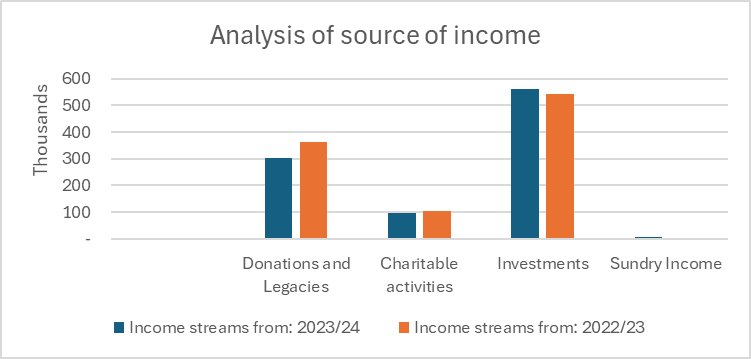 Analysis of source of income
Thousands
600
500
400
300
200
100
-
Donations and
Legacies
Charitable
activities
Investments
Sundry Income
Income streams from: 2023/24
Income streams from: 2022/23